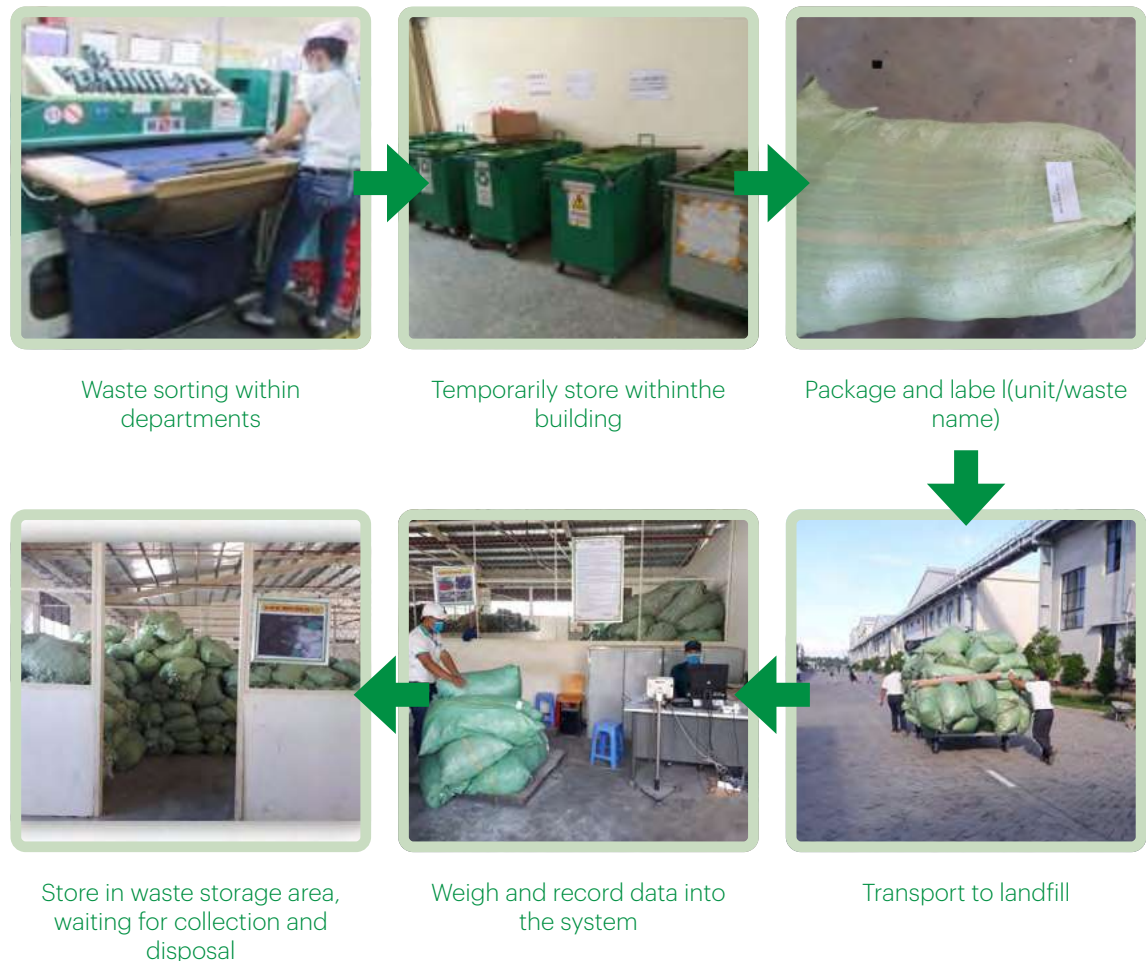 Waste sorting within
departments
Temporarily store withinthe
building
Package and labe l(unit/waste
name)
Transport to landfill
Weigh and record data into
the system
Store in waste storage area,
waiting for collection and
disposal